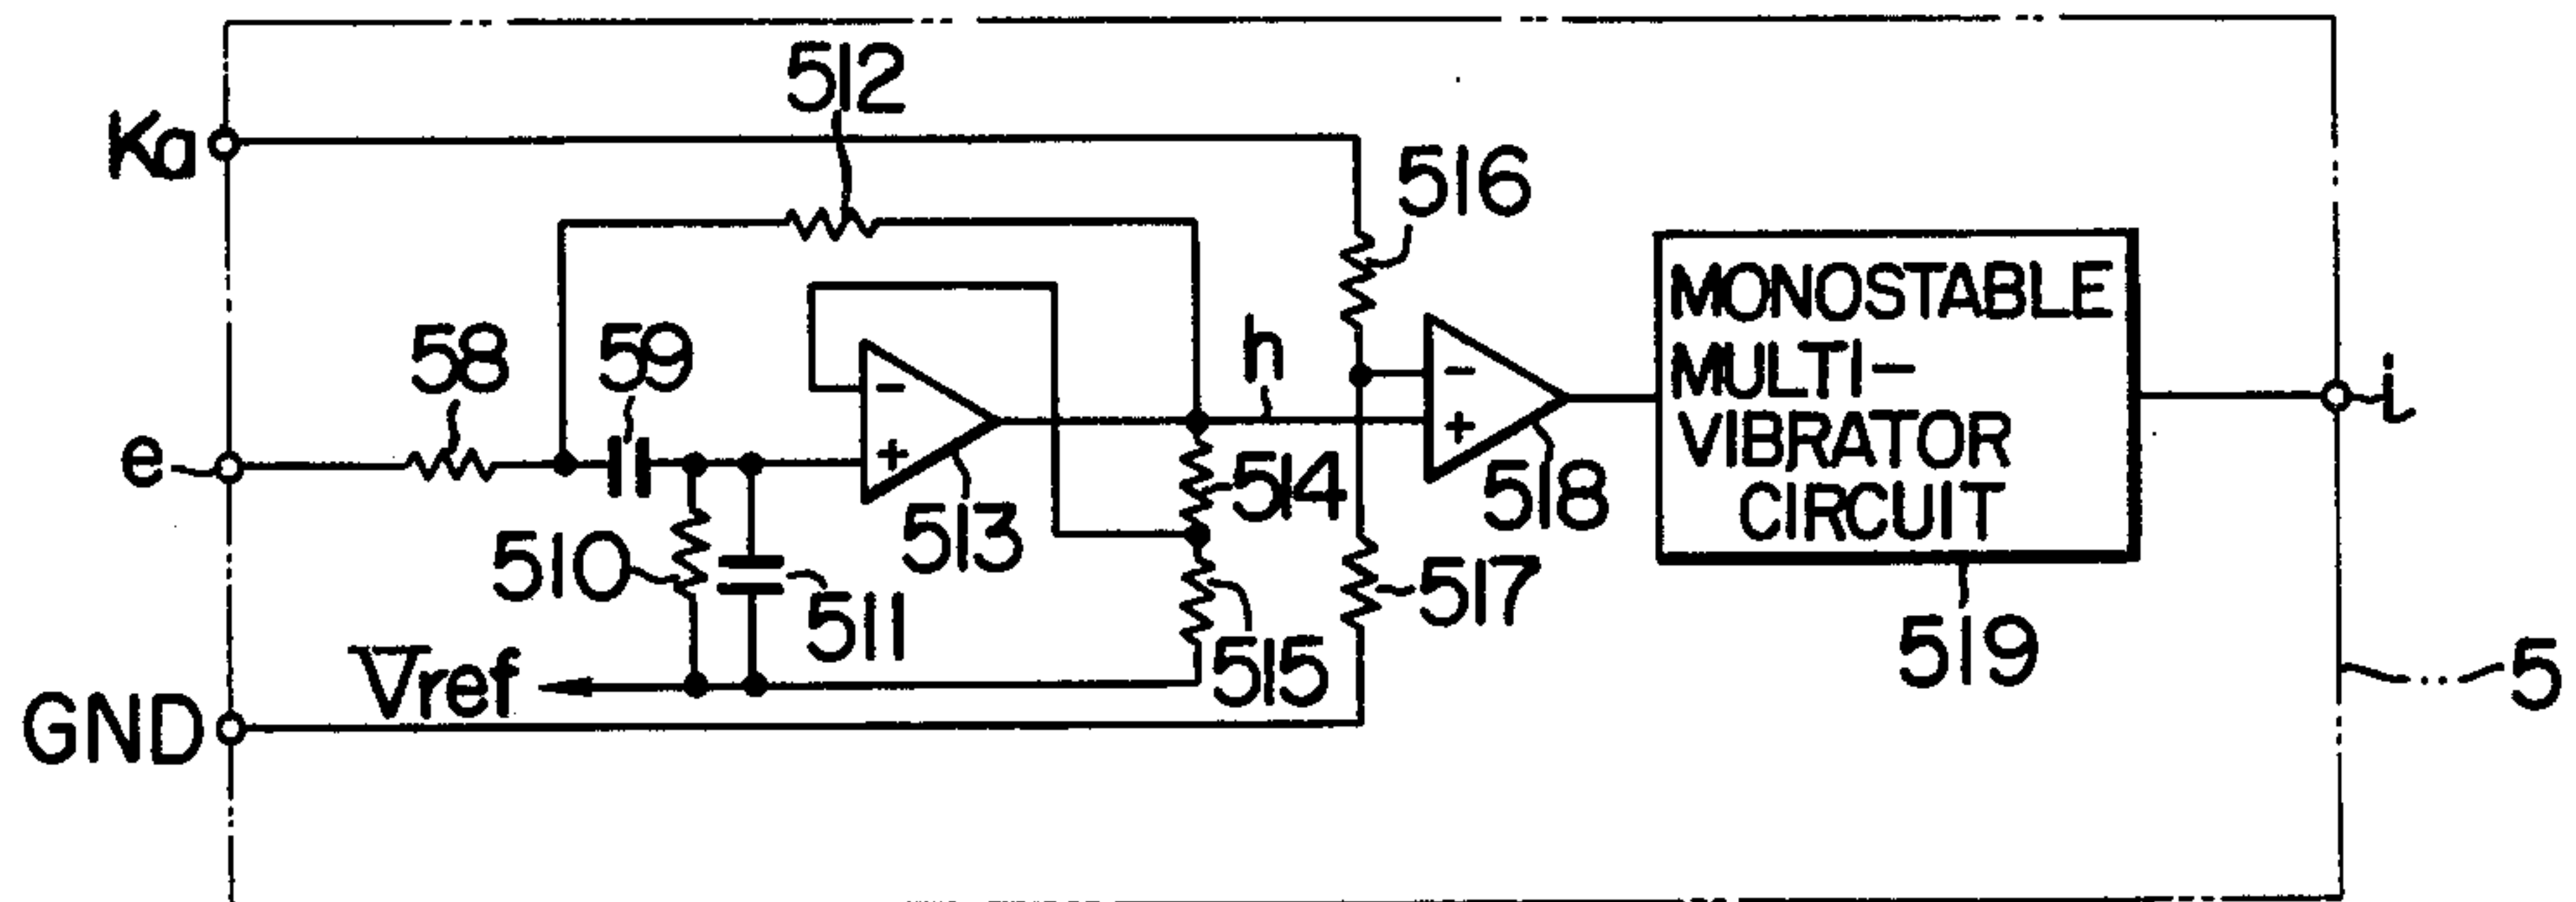 512
Ka
516
58
59
h
MONOSTABLE
MULTI-
VIBRATOR
CIRCUIT
-
+
-
+
e
i
513
514
518
510
511
517
515
519
5
Vref
GND